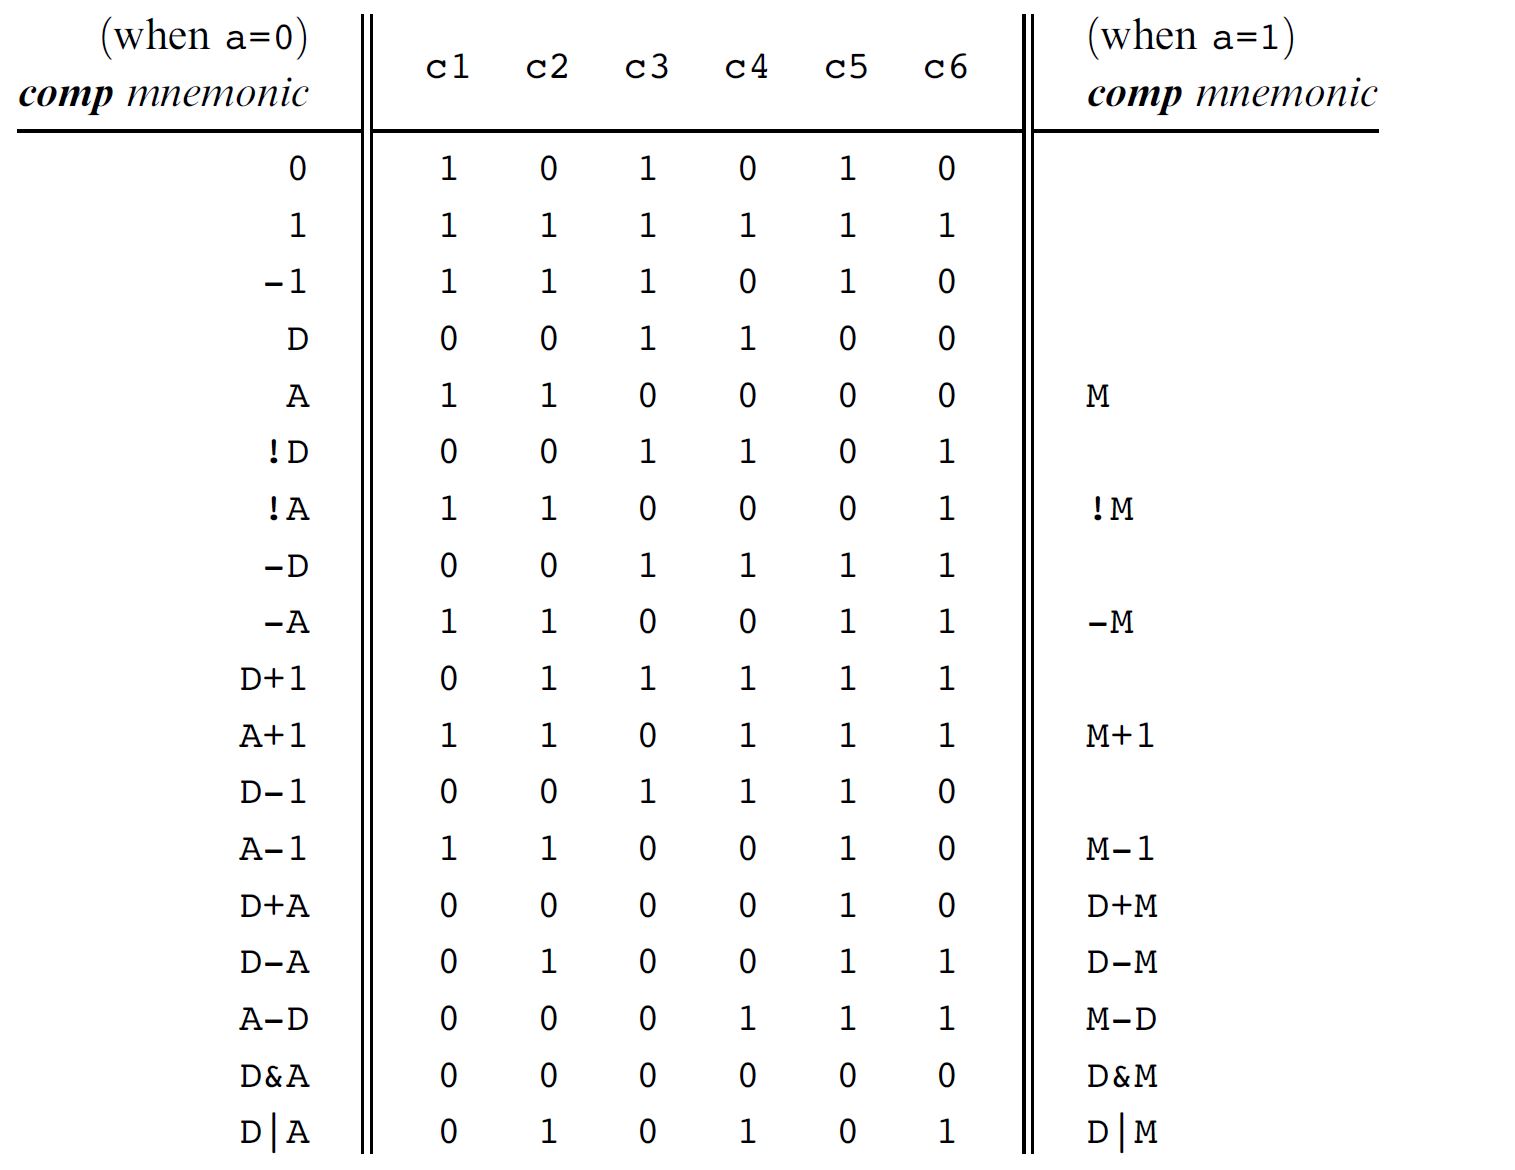 (when a=0) c1 c2 c3 c4 c5 c6 (when a=1)
comp mnemonic comp mnemonic
0 1 0 1 0 1 0
1 1 1 1 1 1 1
-1 1 1 1 0 1 0
D 0 0 1 1 0 0
A 1 1 0 0 0 0 M
!D 0 0 1 1 0 1
!A 1 1 0 0 0 1 !M
-D 0 0 1 1 1 1
-A 1 1 0 0 1 1 -M
D+1 0 1 1 1 1 1
A+1 1 1 0 1 1 1 M+1
D-1 0 0 1 1 1 0
A-1 1 1 0 0 1 0 M-1
D+A 0 0 0 0 1 0 D+M
D-A 0 1 0 0 1 1 D-M
A-D 0 0 0 1 1 1 M-D
D&A 0 0 0 0 0 0 D&M
D|A 0 1 0 1 0 1 D|M